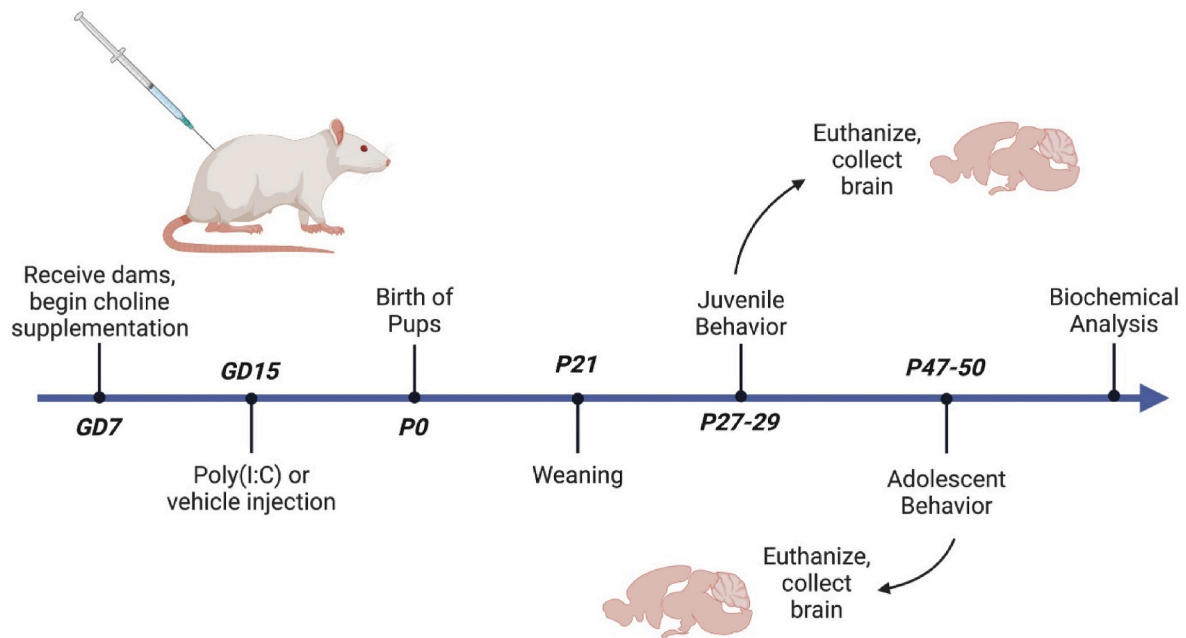 Receive dams,
begin choline
supplementation
GD7
GD15
Poly(I:C) or
vehicle injection
Birth of
Pups
P0
P21
Weaning
Juvenile
Behavior
P27-29
Euthanize,
collect
brain
P47-50
Adolescent
Behavior
Euthanize,
collect
brain
Biochemical
Analysis